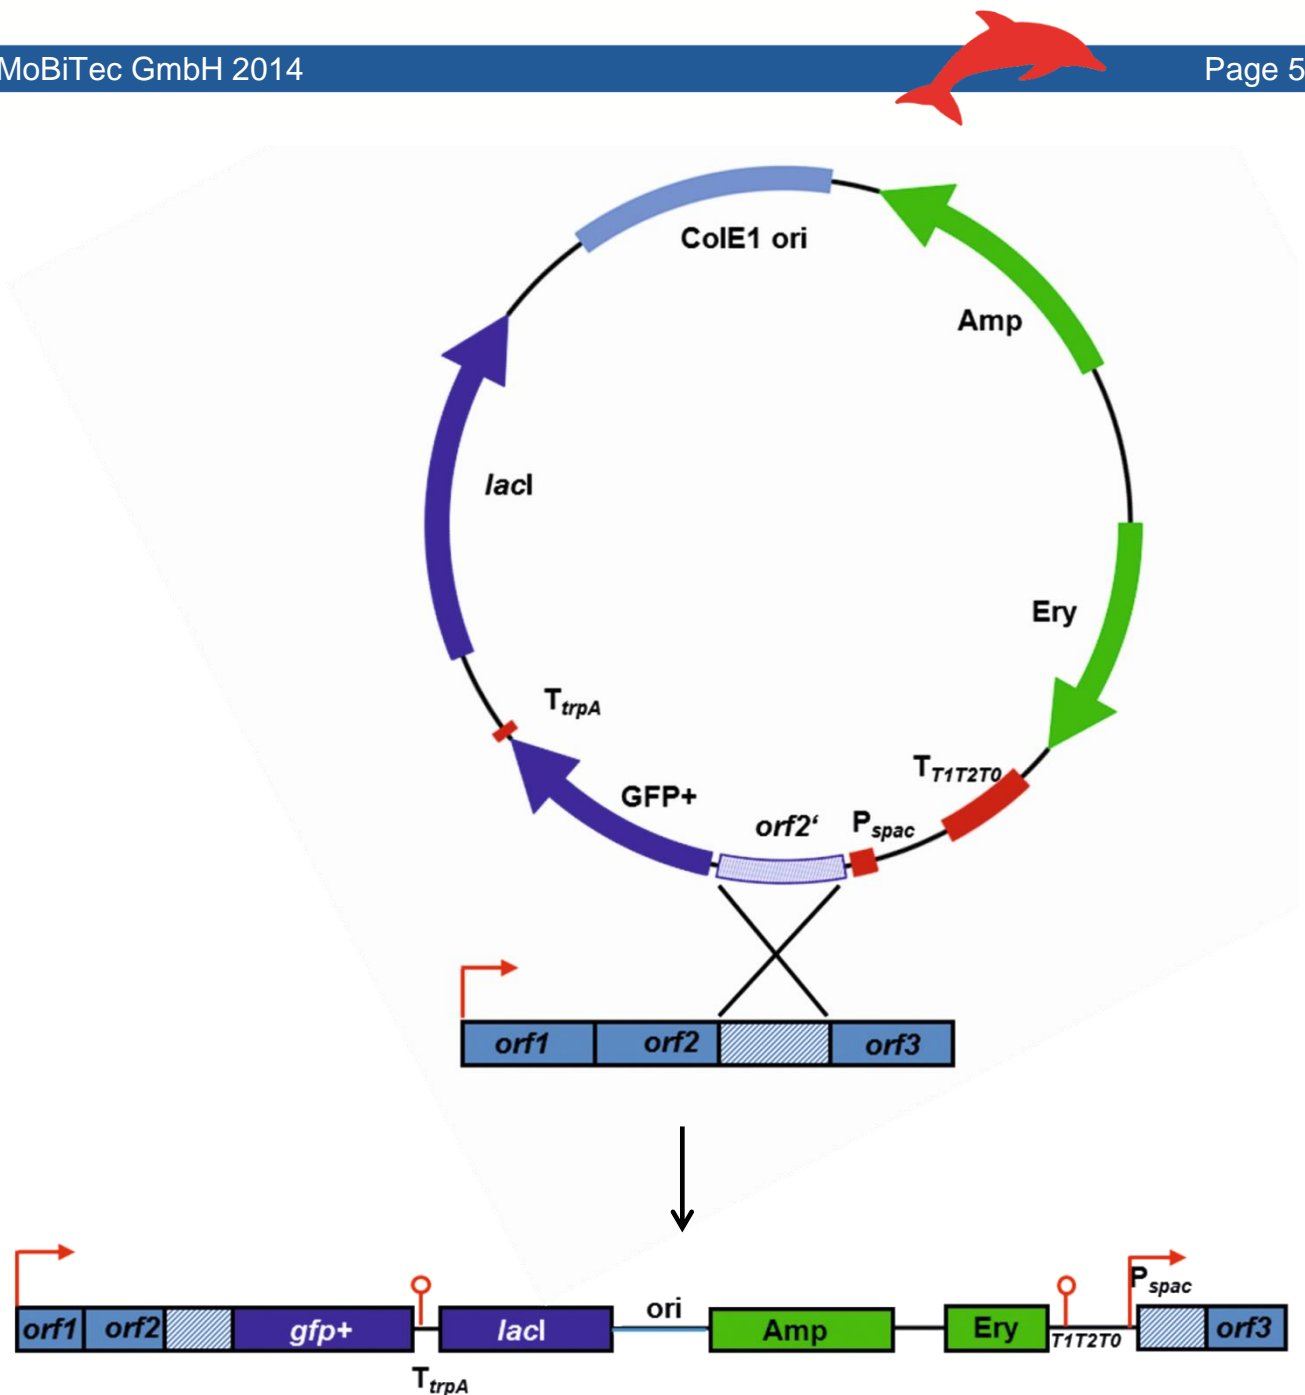 MoBiTec GmbH 2014 Page 5
ColE1 ori
Amp
lacI
Ery
TtrpA
TT1T2T0
GFP+
orf2‘
Pspac
orf1 orf2 orf3
Pspac
ori
orf1 orf2 gfp+ lacI Amp Ery T1T2T0 orf3
TtrpA